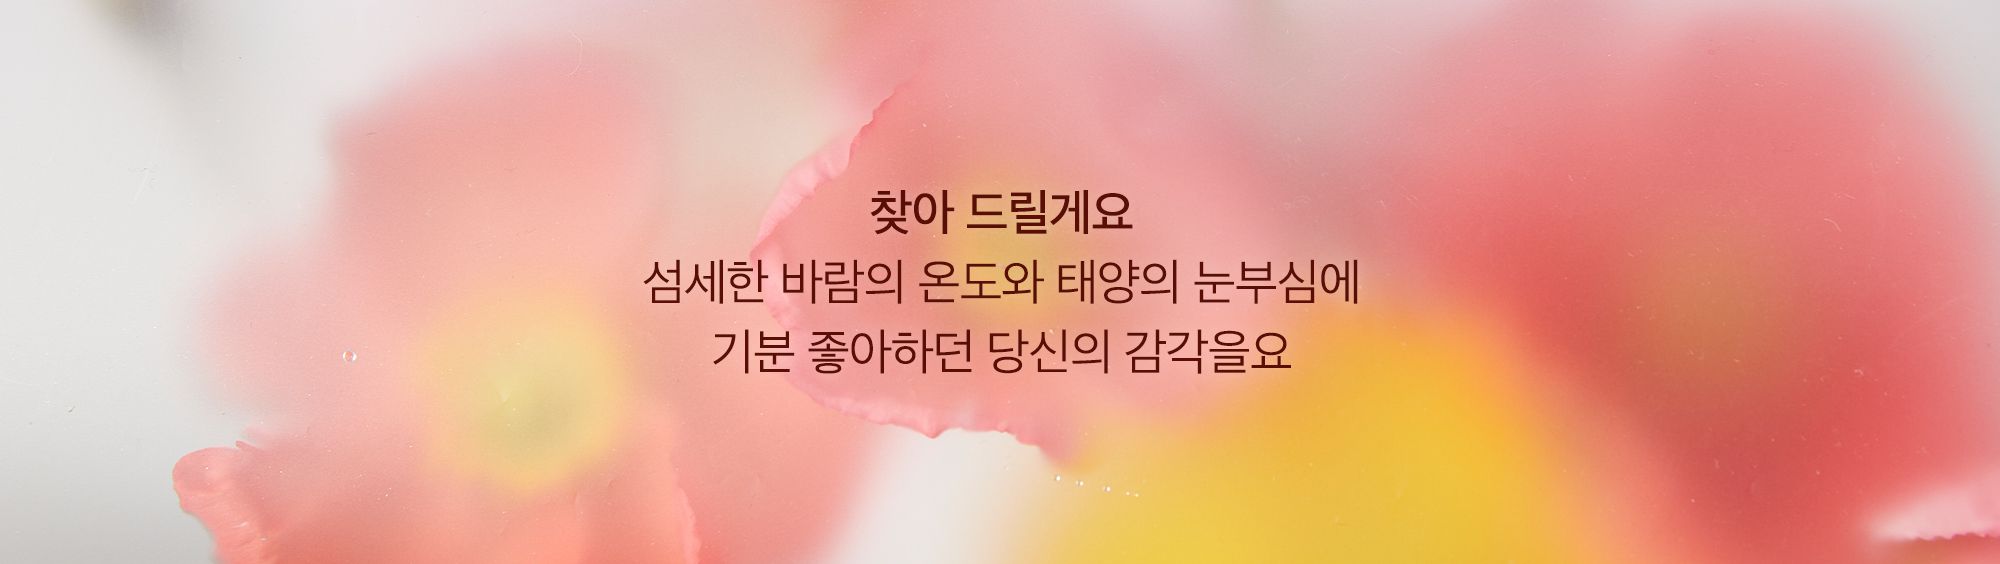 찾아 드릴게요
섬세한 바람의 온도와 태양의 눈부심에
기분 좋아하던 당신의 감각을요